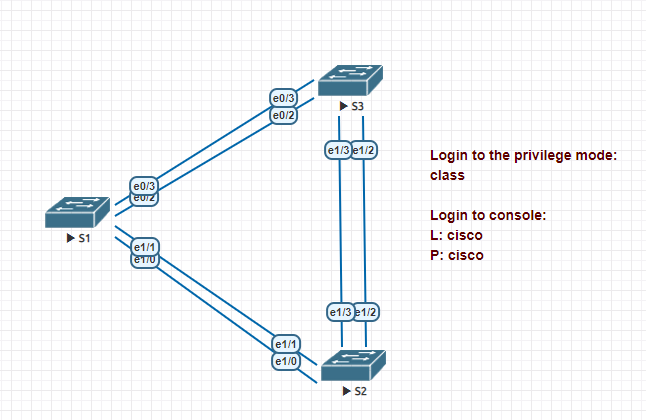 e0/3
e0/2
S3
e1/3
e1/2
Login to the privilege mode:
class
e0/3
e0/2
Login to console:
L: cisco
P: cisco
S1
e1/1
e1/0
e1/3
e1/2
e1/1
e1/0
S2